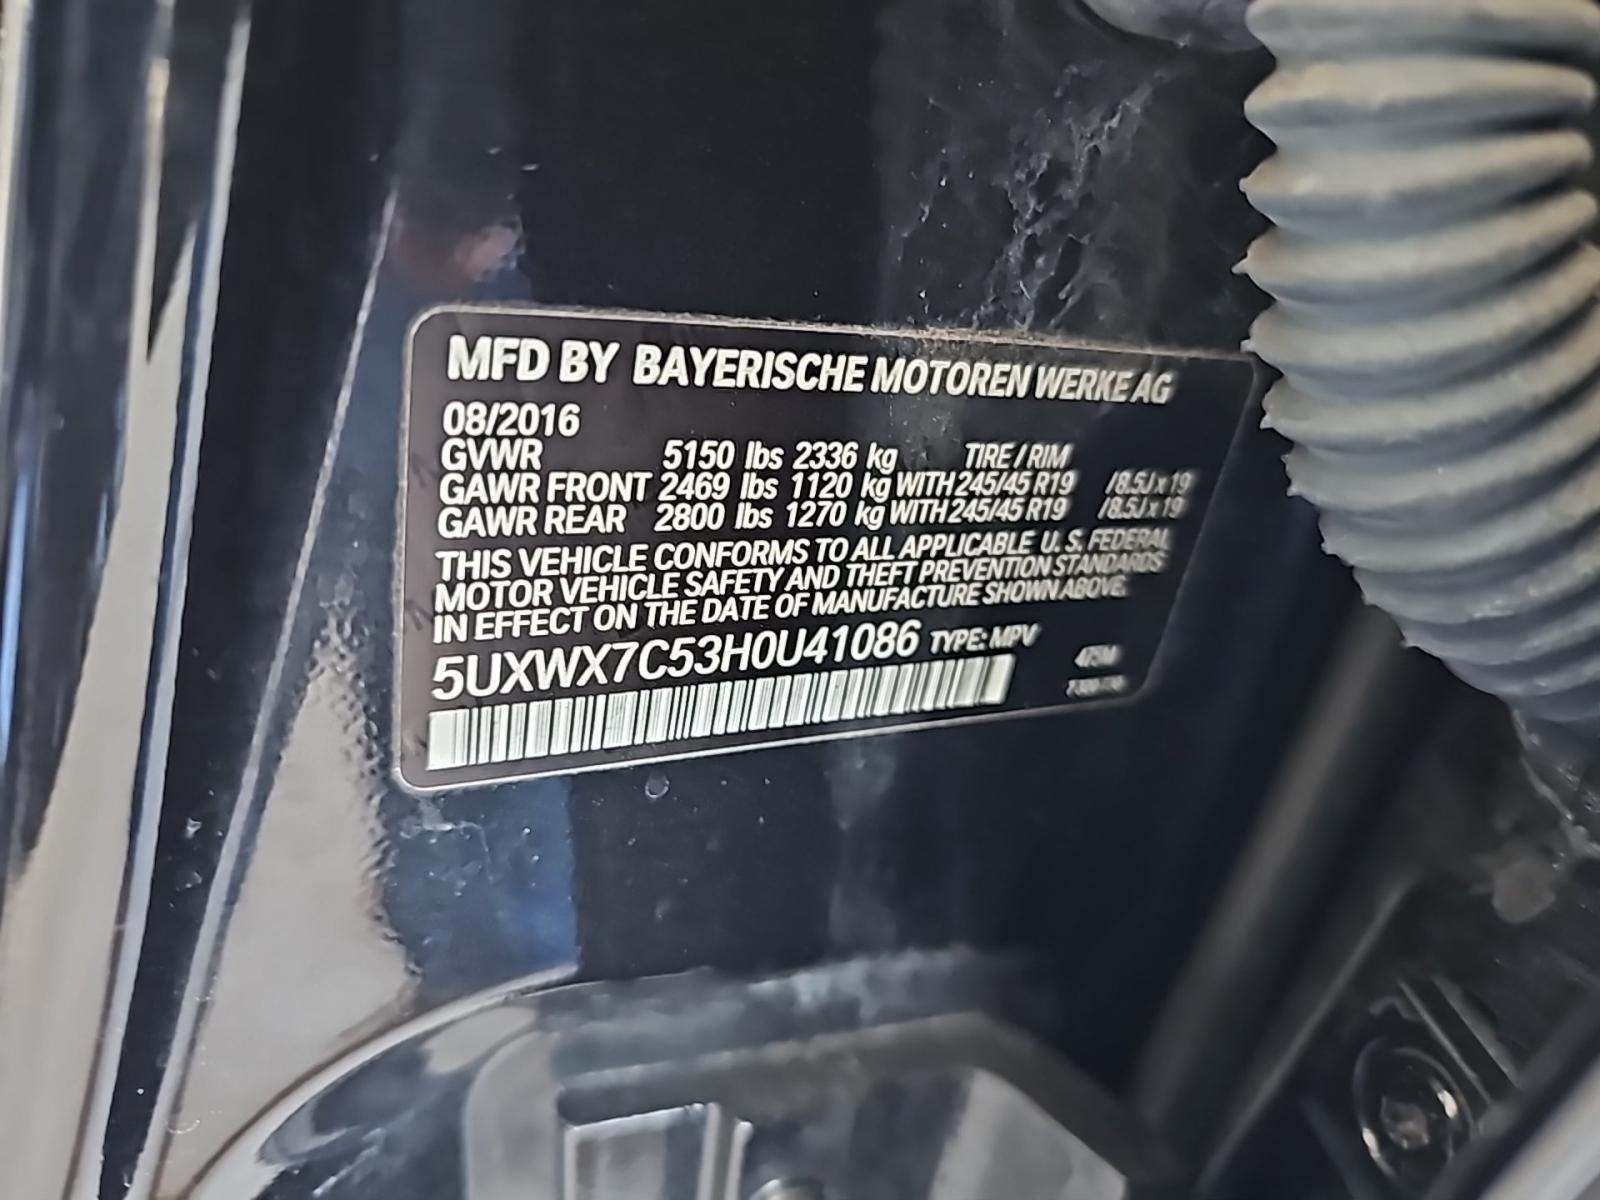 MFD BY BAYERISCHE MOTOREN WERKE AG
08/2016
GVWR 5150 lbs 2336 kg TIRE / RIM
GAWR FRONT 2469 lbs 1120 kg WITH 245/45 R19 /8.5J x 19
GAWR REAR 2800 lbs 1270 kg WITH 245/45 R19 /8.5J x 19
THIS VEHICLE CONFORMS TO ALL APPLICABLE U. S. FEDERAL
MOTOR VEHICLE SAFETY AND THEFT PREVENTION STANDARDS
IN EFFECT ON THE DATE OF MANUFACTURE SHOWN ABOVE.
5UXWX7C53H0U41086 TYPE: MPV